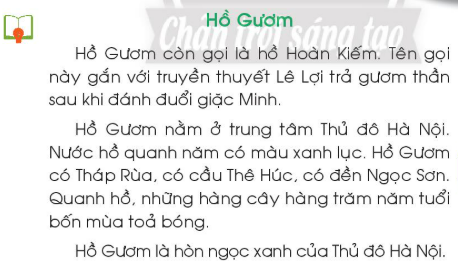 Hồ Gươm
Chân trời sáng tạo
Hồ Gươm còn gọi là hồ Hoàn Kiếm. Tên gọi
này gắn với truyền thuyết Lê Lợi trả gươm thần
sau khi đánh đuổi giặc Minh.
Hồ Gươm nằm ở trung tâm Thủ đô Hà Nội.
Nước hồ quanh năm có màu xanh lục. Hồ Gươm
có Tháp Rùa, có cầu Thê Húc, có đền Ngọc Sơn.
Quanh hồ, những hàng cây hàng trăm năm tuổi
bốn mùa toả bóng.
Hồ Gươm là hòn ngọc xanh của Thủ đô Hà Nội.